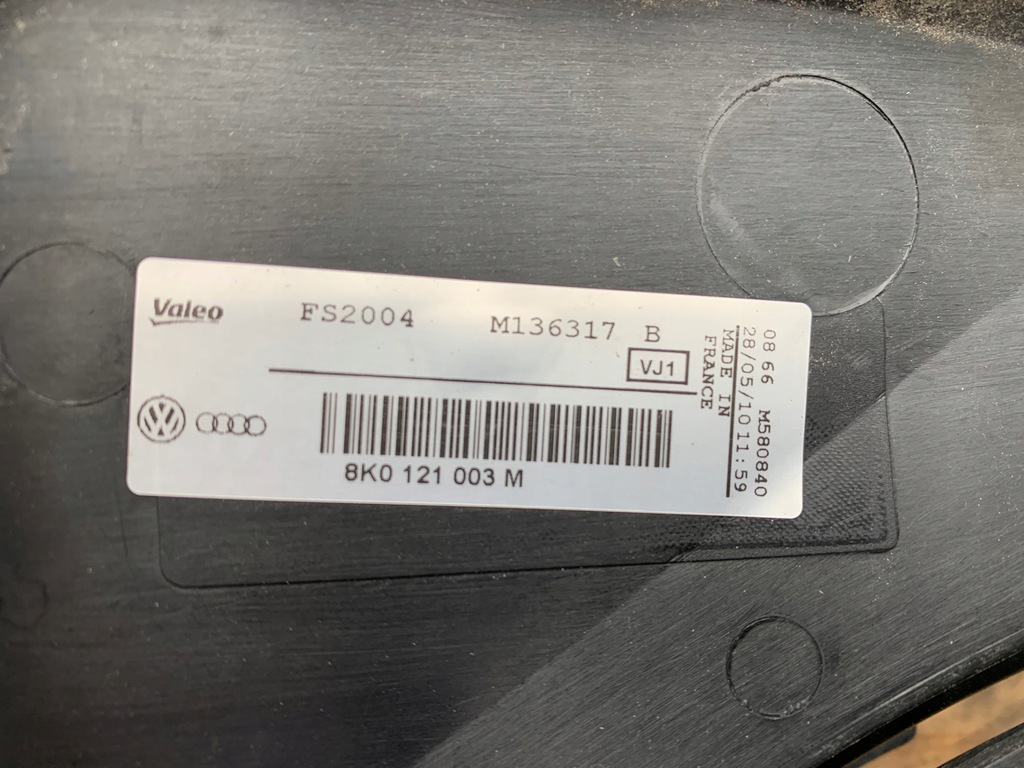 Valeo
FS2004 M136317 B
VJ1
8K0 121 003 M
08 66 M580840
28/05/10 11:59
MADE IN
FRANCE